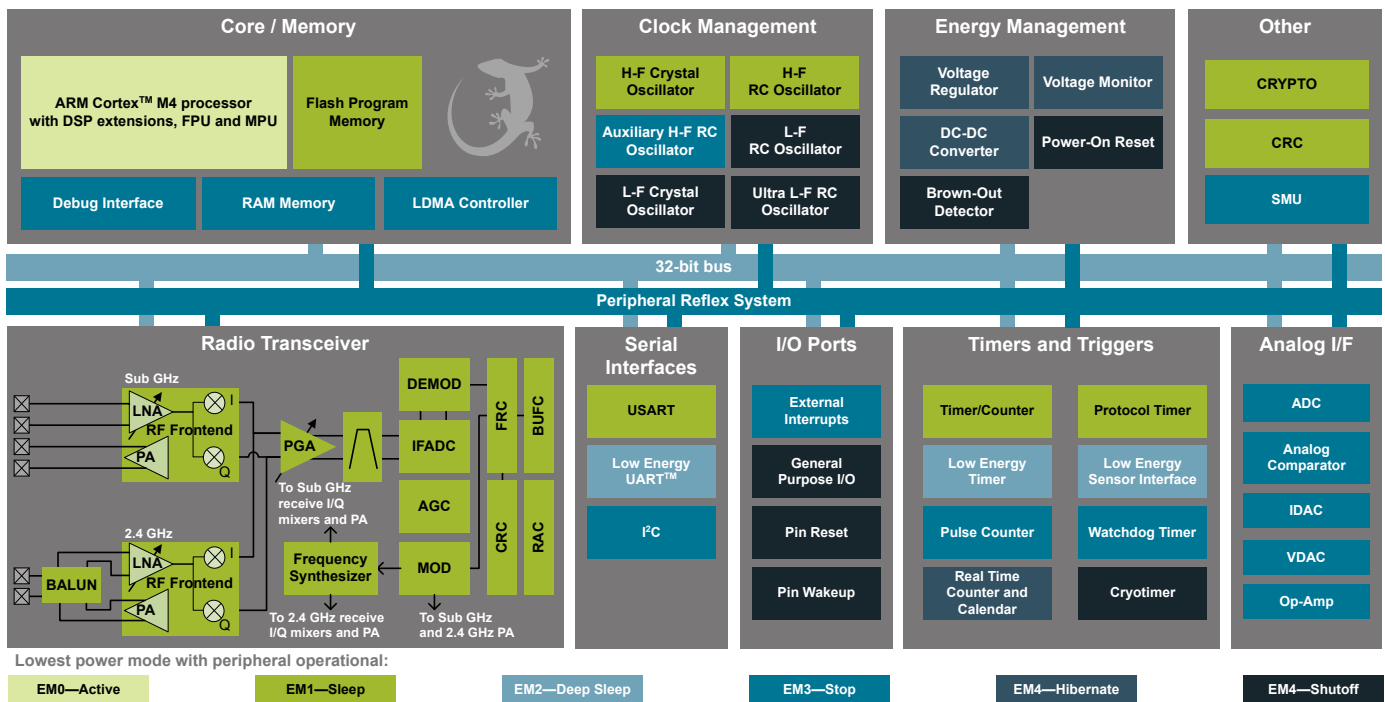 Core / Memory
ARM Cortex™ M4 processor
with DSP extensions, FPU and MPU
Flash Program
Memory
Debug Interface
RAM Memory
LDMA Controller
Clock Management
H-F Crystal
Oscillator
H-F
RC Oscillator
Auxiliary H-F RC
Oscillator
L-F
RC Oscillator
L-F Crystal
Oscillator
Ultra L-F RC
Oscillator
Energy Management
Voltage
Regulator
Voltage Monitor
DC-DC
Converter
Power-On Reset
Brown-Out
Detector
Other
CRYPTO
CRC
SMU
32-bit bus
Peripheral Reflex System
Radio Transceiver
Sub GHz
LNA
RF Frontend
PA
I
Q
PGA
DEMOD
IFADC
AGC
MOD
FRC
BUFC
CRC
RAC
To Sub GHz
receive I/Q
mixers and PA
2.4 GHz
BALUN
LNA
RF Frontend
PA
I
Q
Frequency
Synthesizer
To 2.4 GHz receive
I/Q mixers and PA
To Sub GHz
and 2.4 GHz PA
Serial
Interfaces
USART
Low Energy
UART™
I²C
I/O Ports
External
Interrupts
General
Purpose I/O
Pin Reset
Pin Wakeup
Timers and Triggers
Timer/Counter
Protocol Timer
Low Energy
Timer
Low Energy
Sensor Interface
Pulse Counter
Watchdog Timer
Real Time
Counter and
Calendar
Cryotimer
Analog I/F
ADC
Analog
Comparator
IDAC
VDAC
Op-Amp
Lowest power mode with peripheral operational:
EM0—Active
EM1—Sleep
EM2—Deep Sleep
EM3—Stop
EM4—Hibernate
EM4—Shutoff